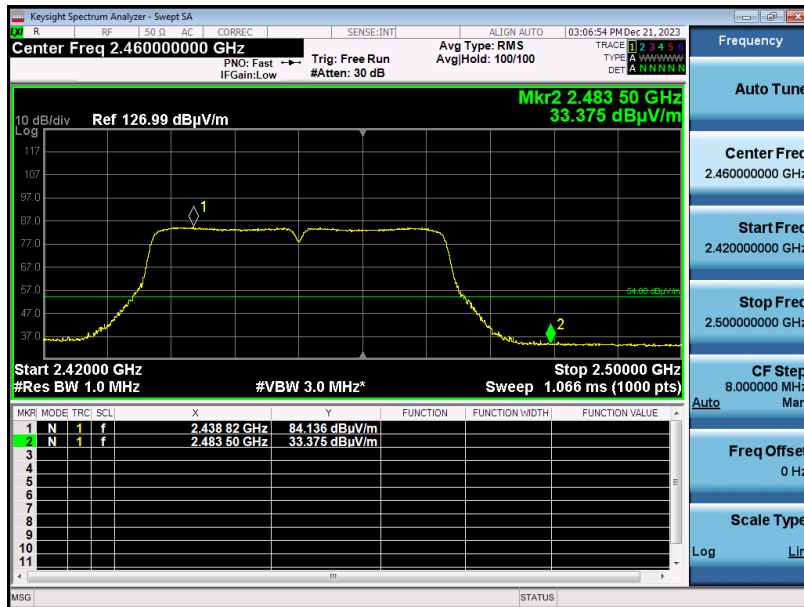 Keysight Spectrum Analyzer - Swept SA
LXI R RF 50 Ω AC CORREC SENSE:INT ALIGN AUTO 03:06:54 PM Dec 21, 2023
Center Freq 2.460000000 GHz
PNO: Fast
IFGain:Low
Trig: Free Run
#Atten: 30 dB
Avg Type: RMS
Avg|Hold: 100/100
TRACE 1 2 3 4 5 6
TYPE A WWWWW
DET A N N N N N
Mkr2 2.483 50 GHz
33.375 dBµV/m
10 dB/div Ref 126.99 dBµV/m
Log
117
107
97.0
87.0
77.0
67.0
57.0
47.0
37.0
1
54.00 dBµV/m
2
Start 2.42000 GHz Stop 2.50000 GHz
#Res BW 1.0 MHz #VBW 3.0 MHz* Sweep 1.066 ms (1000 pts)
MKR MODE TRC SCL X Y FUNCTION FUNCTION WIDTH FUNCTION VALUE
1 N 1 f 2.438 82 GHz 84.136 dBµV/m
2 N 1 f 2.483 50 GHz 33.375 dBµV/m
3
4
5
6
7
8
9
10
11
MSG STATUS
Frequency
Auto Tune
Center Freq
2.460000000 GHz
Start Freq
2.420000000 GHz
Stop Freq
2.500000000 GHz
CF Step
8.000000 MHz
Auto Man
Freq Offset
0 Hz
Scale Type
Log Lin